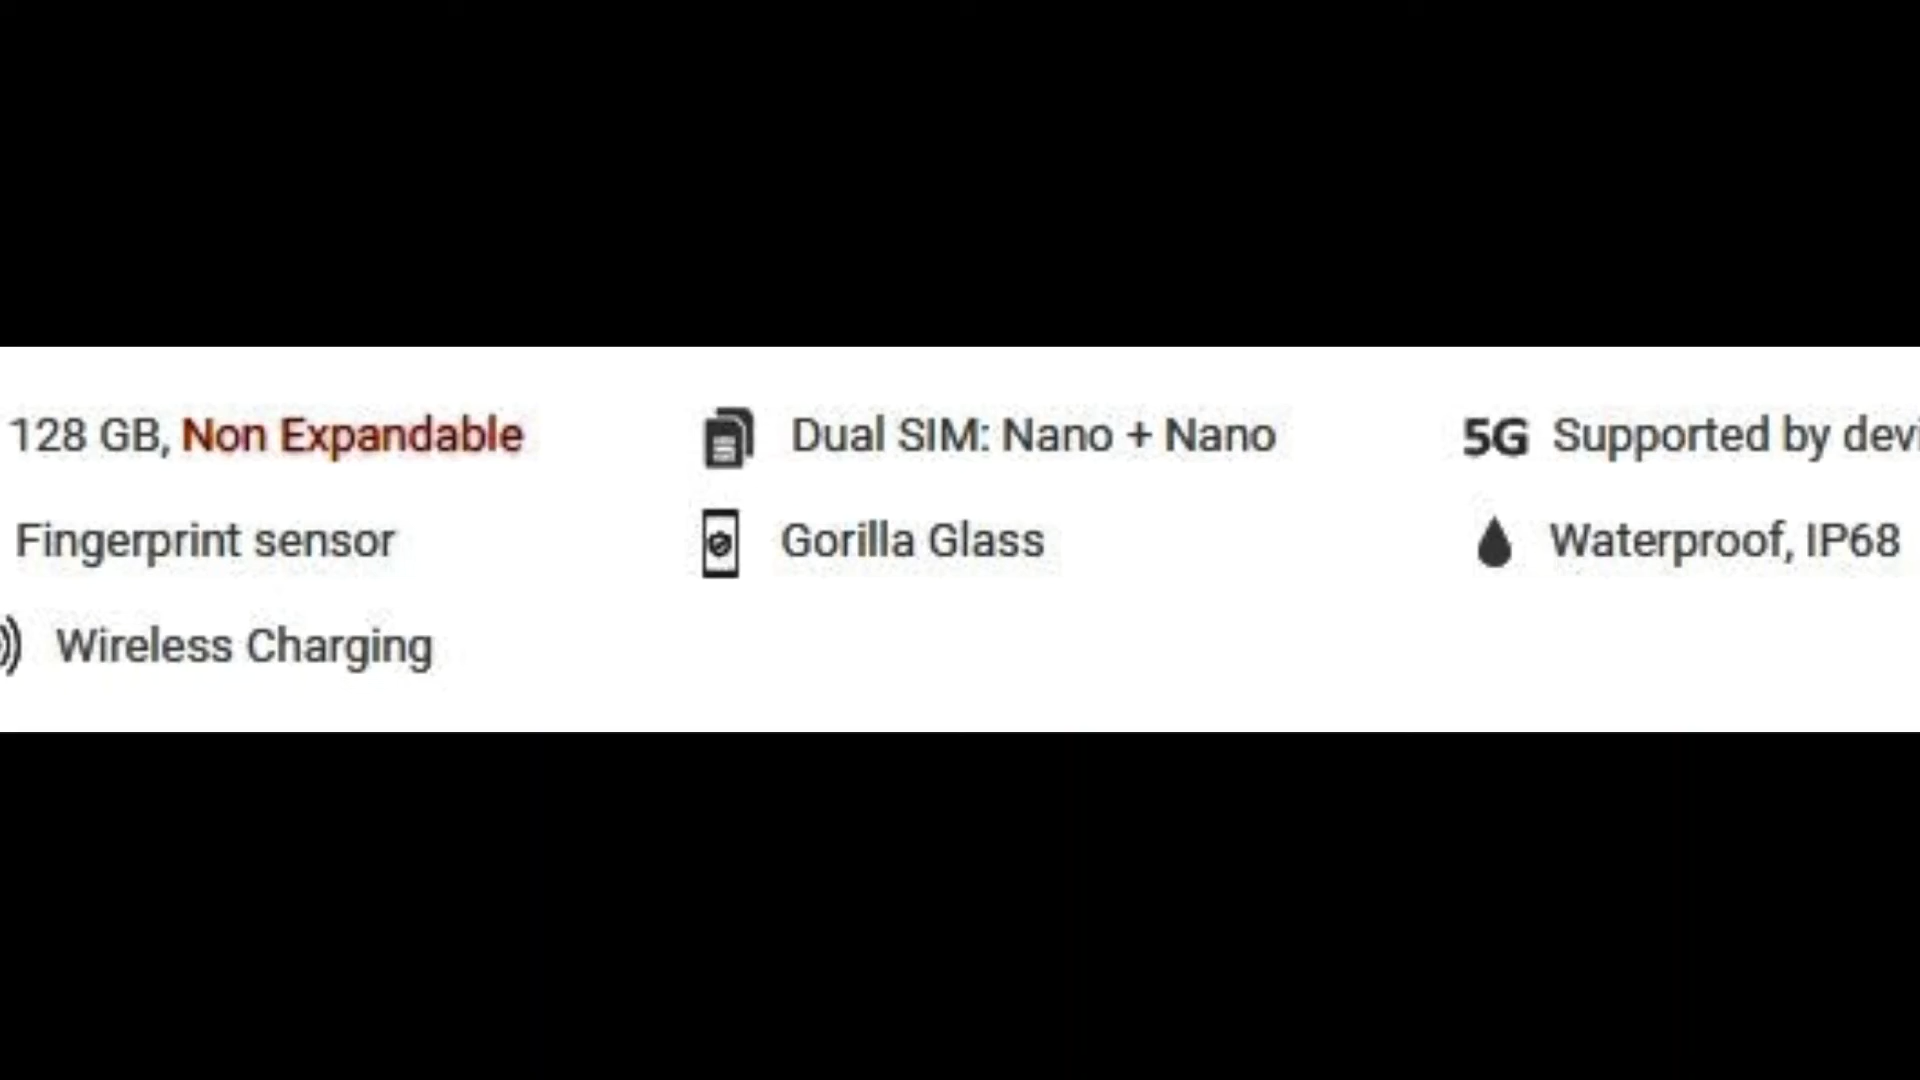 128 GB, Non Expandable Dual SIM: Nano + Nano 5G Supported by
Fingerprint sensor Gorilla Glass Waterproof, IP68
Wireless Charging